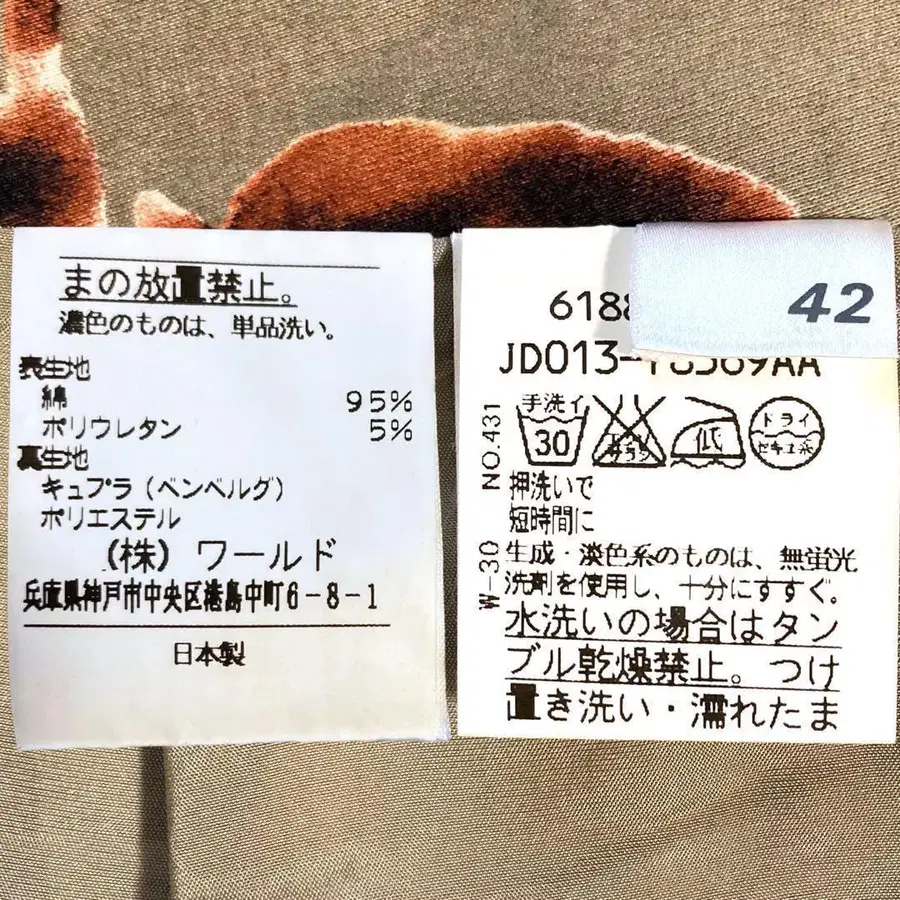 まの放置禁止。
濃色のものは、単品洗い。
表生地
綿 95%
ポリウレタン 5%
裏生地
キュプラ(ベンベルグ)
ポリエステル
(株)ワールド
兵庫県神戸市中央区港島中町6-8-1
日本製
42
6188
JD013-
手洗イ
30
低
ドライ
セキユ系
NO.431
W-30
押洗いで
短時間に
生成・淡色系のものは、無蛍光
洗剤を使用し、十分にすすぐ。
水洗いの場合はタン
ブル乾燥禁止。つけ
置き洗い・濡れたま